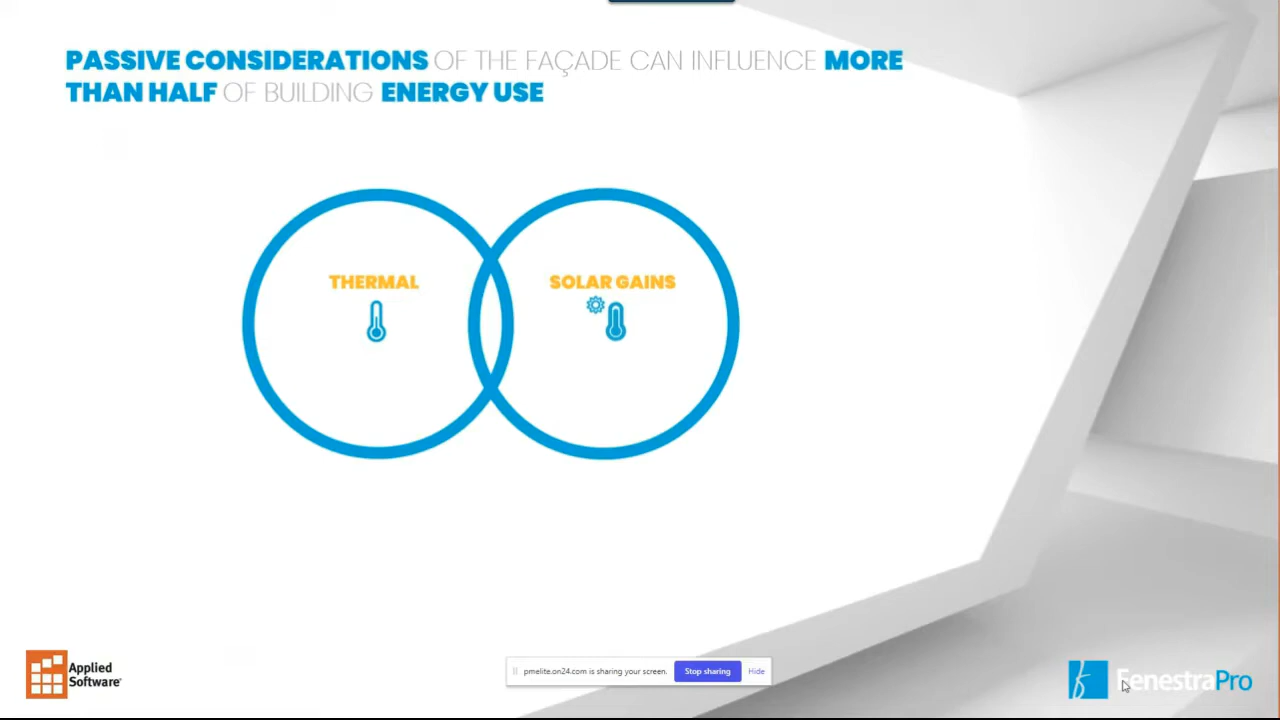 PASSIVE CONSIDERATIONS OF THE FAÇADE CAN INFLUENCE MORE
THAN HALF OF BUILDING ENERGY USE
THERMAL
SOLAR GAINS
Applied
Software
pmelite.on24.com is sharing your screen.
Stop sharing
Hide
FenestraPro